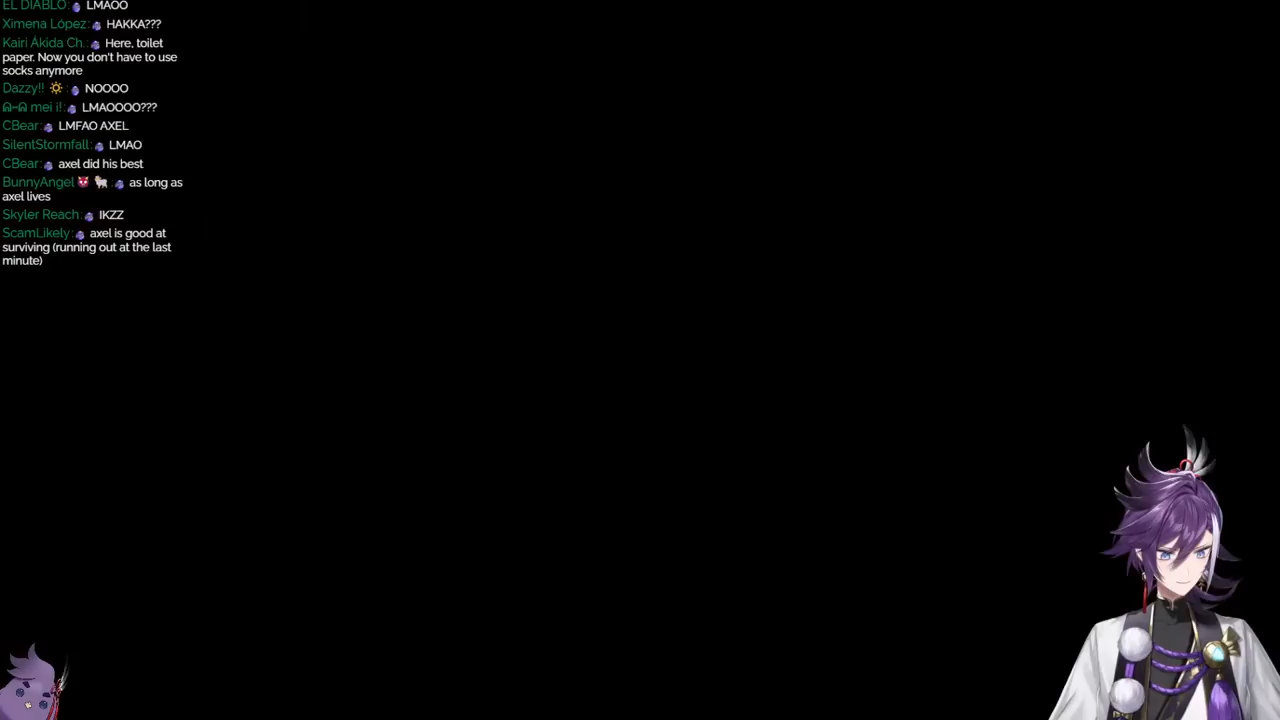 EL DIABLO: LMAOO
Ximena López: HAKKA???
Kairi Akida Ch.: Here, toilet
paper. Now you don't have to use
socks anymore
Dazzy!! : NOOOO
mei i!: LMAOOOO???
CBear: LMFAO AXEL
SilentStormfall: LMAO
CBear: axel did his best
BunnyAngel : as long as
axel lives
Skyler Reach: IKZZ
ScamLikely: axel is good at
surviving (running out at the last
minute)